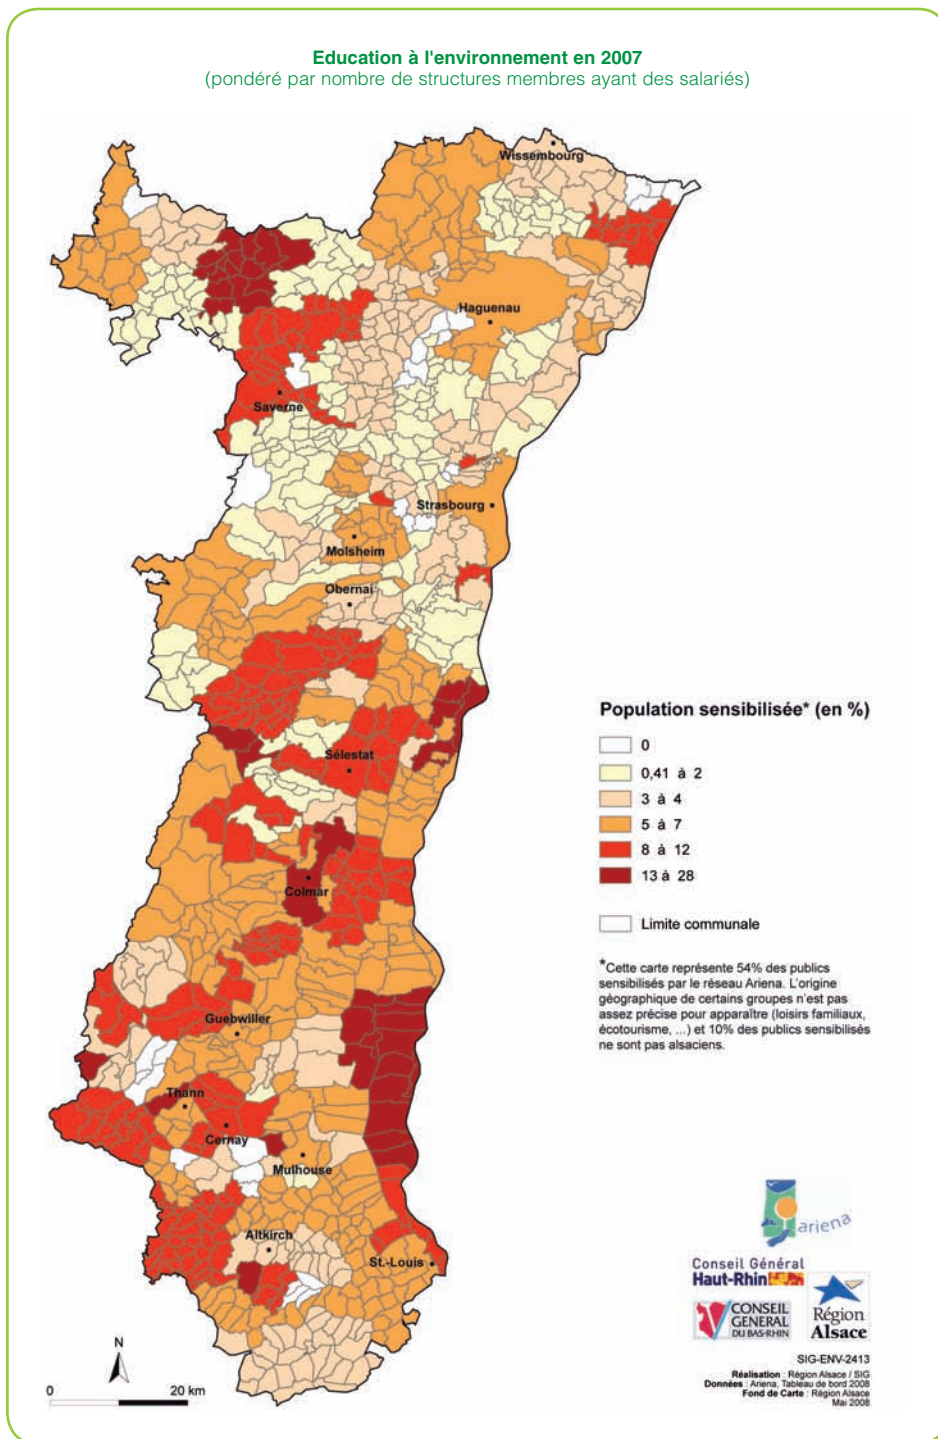 Education à l'environnement en 2007
(pondéré par nombre de structures membres ayant des salariés)
Wissembourg
Haguenau
Saverne
Strasbourg
Molsheim
Obernai
Sélestat
Colmar
Guebwiller
Thann
Cernay
Mulhouse
Altkirch
St.-Louis
Population sensibilisée* (en %)
0
0,41 à 2
3 à 4
5 à 7
8 à 12
13 à 28
Limite communale
*Cette carte représente 54% des publics
sensibilisés par le réseau Ariena. L'origine
géographique de certains groupes n'est pas
assez précise pour apparaître (loisirs familiaux,
écotourisme, ...) et 10% des publics sensibilisés
ne sont pas alsaciens.
ariena
Conseil Général
Haut-Rhin
CONSEIL
GENERAL
DU BAS-RHIN
Région
Alsace
SIG-ENV-2413
Réalisation : Région Alsace / SIG
Données : Ariena, Tableau de bord 2008
Fond de Carte : Région Alsace
Mai 2008
N
0 20 km